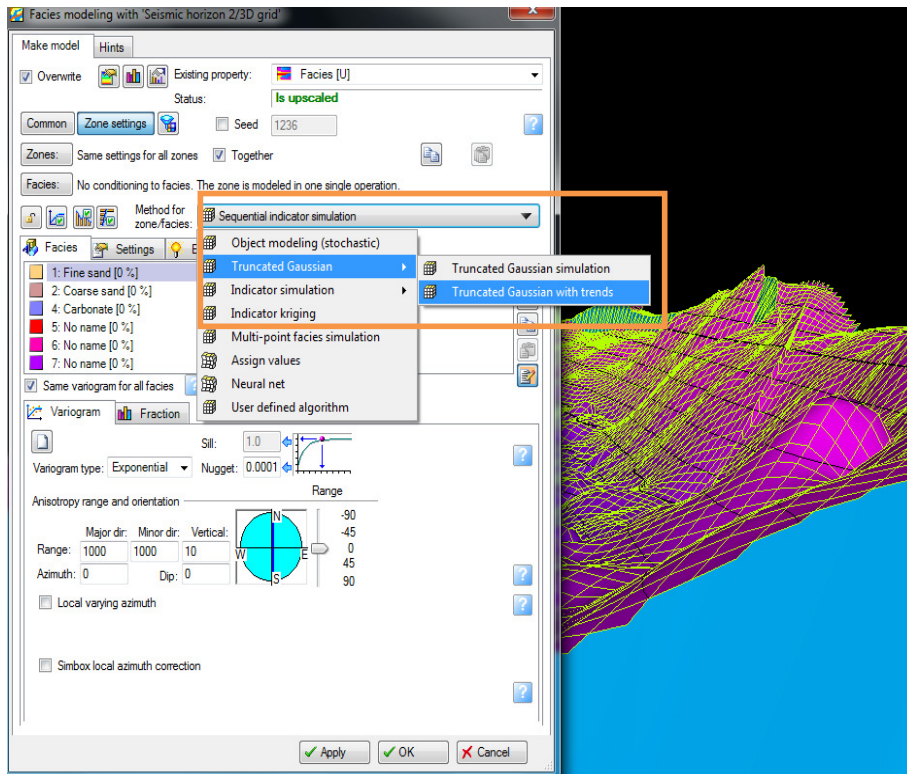 Facies modeling with 'Seismic horizon 2/3D grid'
Make model Hints
Overwrite Existing property: Facies [U]
Status: Is upscaled
Common Zone settings Seed 1236 ?
Zones: Same settings for all zones Together
Facies: No conditioning to facies. The zone is modeled in one single operation.
Method for zone/facies: Sequential indicator simulation
Facies Settings
Object modeling (stochastic)
1: Fine sand [0 %] Truncated Gaussian Truncated Gaussian simulation
2: Coarse sand [0 %] Indicator simulation Truncated Gaussian with trends
4: Carbonate [0 %] Indicator kriging
5: No name [0 %] Multi-point facies simulation
6: No name [0 %] Assign values
7: No name [0 %] Neural net
Same variogram for all facies ? User defined algorithm
Variogram Fraction
Sill: 1.0 ?
Variogram type: Exponential Nugget: 0.0001
Anisotropy range and orientation Range
N -90
Major dir: Minor dir: Vertical: -45
Range: 1000 1000 10 W E 0
45
Azimuth: 0 Dip: 0 S 90 ?
Local varying azimuth ?
Simbox local azimuth correction
?
Apply OK Cancel